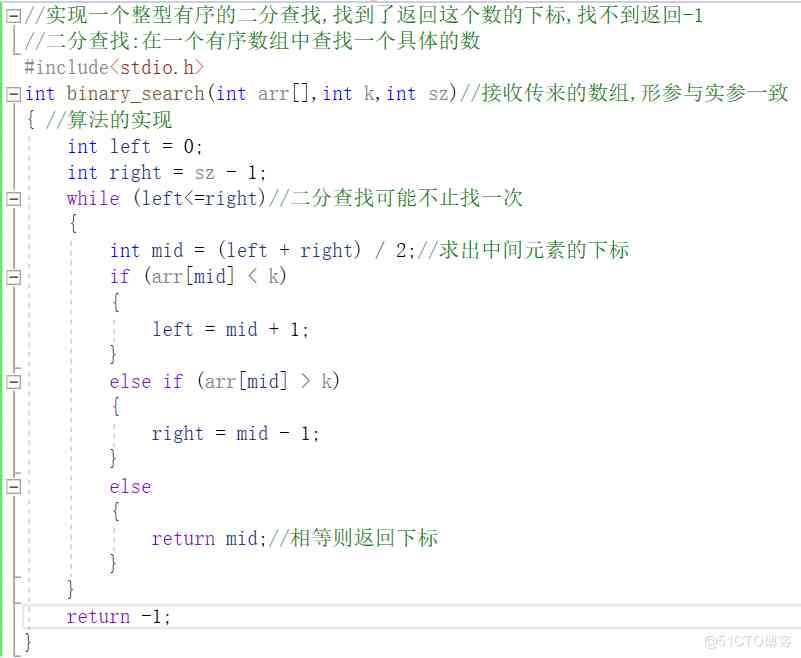 //实现一个整型有序的二分查找,找到了返回这个数的下标,找不到返回-1
//二分查找:在一个有序数组中查找一个具体的数
#include<stdio.h>
int binary_search(int arr[],int k,int sz)//接收传来的数组,形参与实参一致
{ //算法的实现
    int left = 0;
    int right = sz - 1;
    while (left<=right)//二分查找可能不止找一次
    {
        int mid = (left + right) / 2;//求出中间元素的下标
        if (arr[mid] < k)
        {
            left = mid + 1;
        }
        else if (arr[mid] > k)
        {
            right = mid - 1;
        }
        else
        {
            return mid;//相等则返回下标
        }
    }
    return -1;
}
@51CTO博客